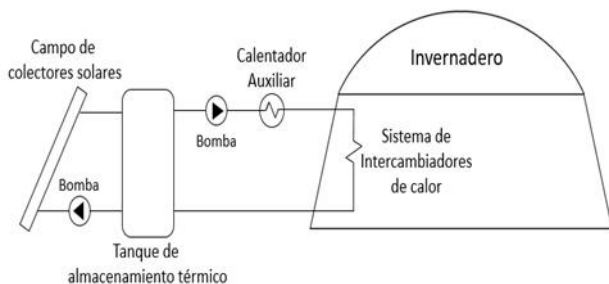 Campo de
colectores solares
Bomba
Tanque de
almacenamiento térmico
Bomba
Calentador
Auxiliar
Invernadero
Sistema de
Intercambiadores
de calor